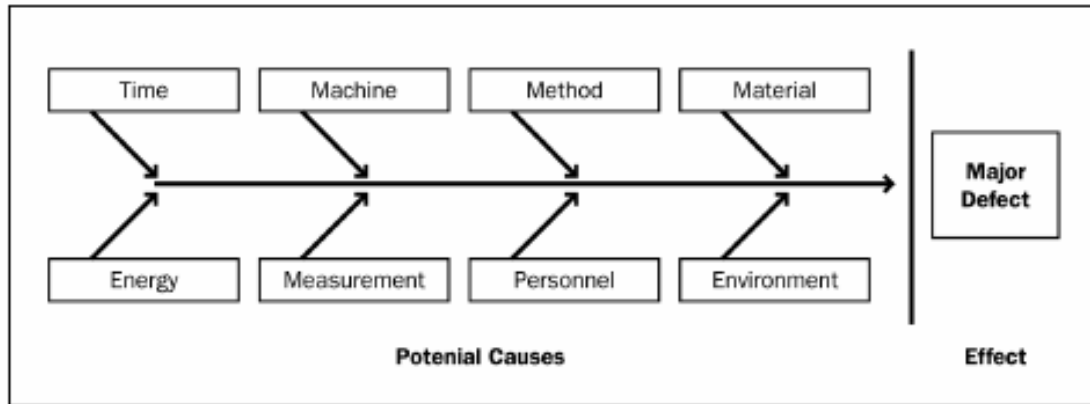 Time Machine Method Material
Major
Defect
Energy Measurement Personnel Environment
Potenial Causes Effect